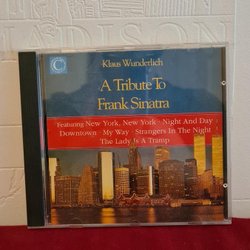 Klaus Wunderlich
C
A Tribute To
Frank Sinatra
Featuring New York, New York · Night And Day
Downtown · My Way · Strangers In The Night
The Lady Is A Tramp